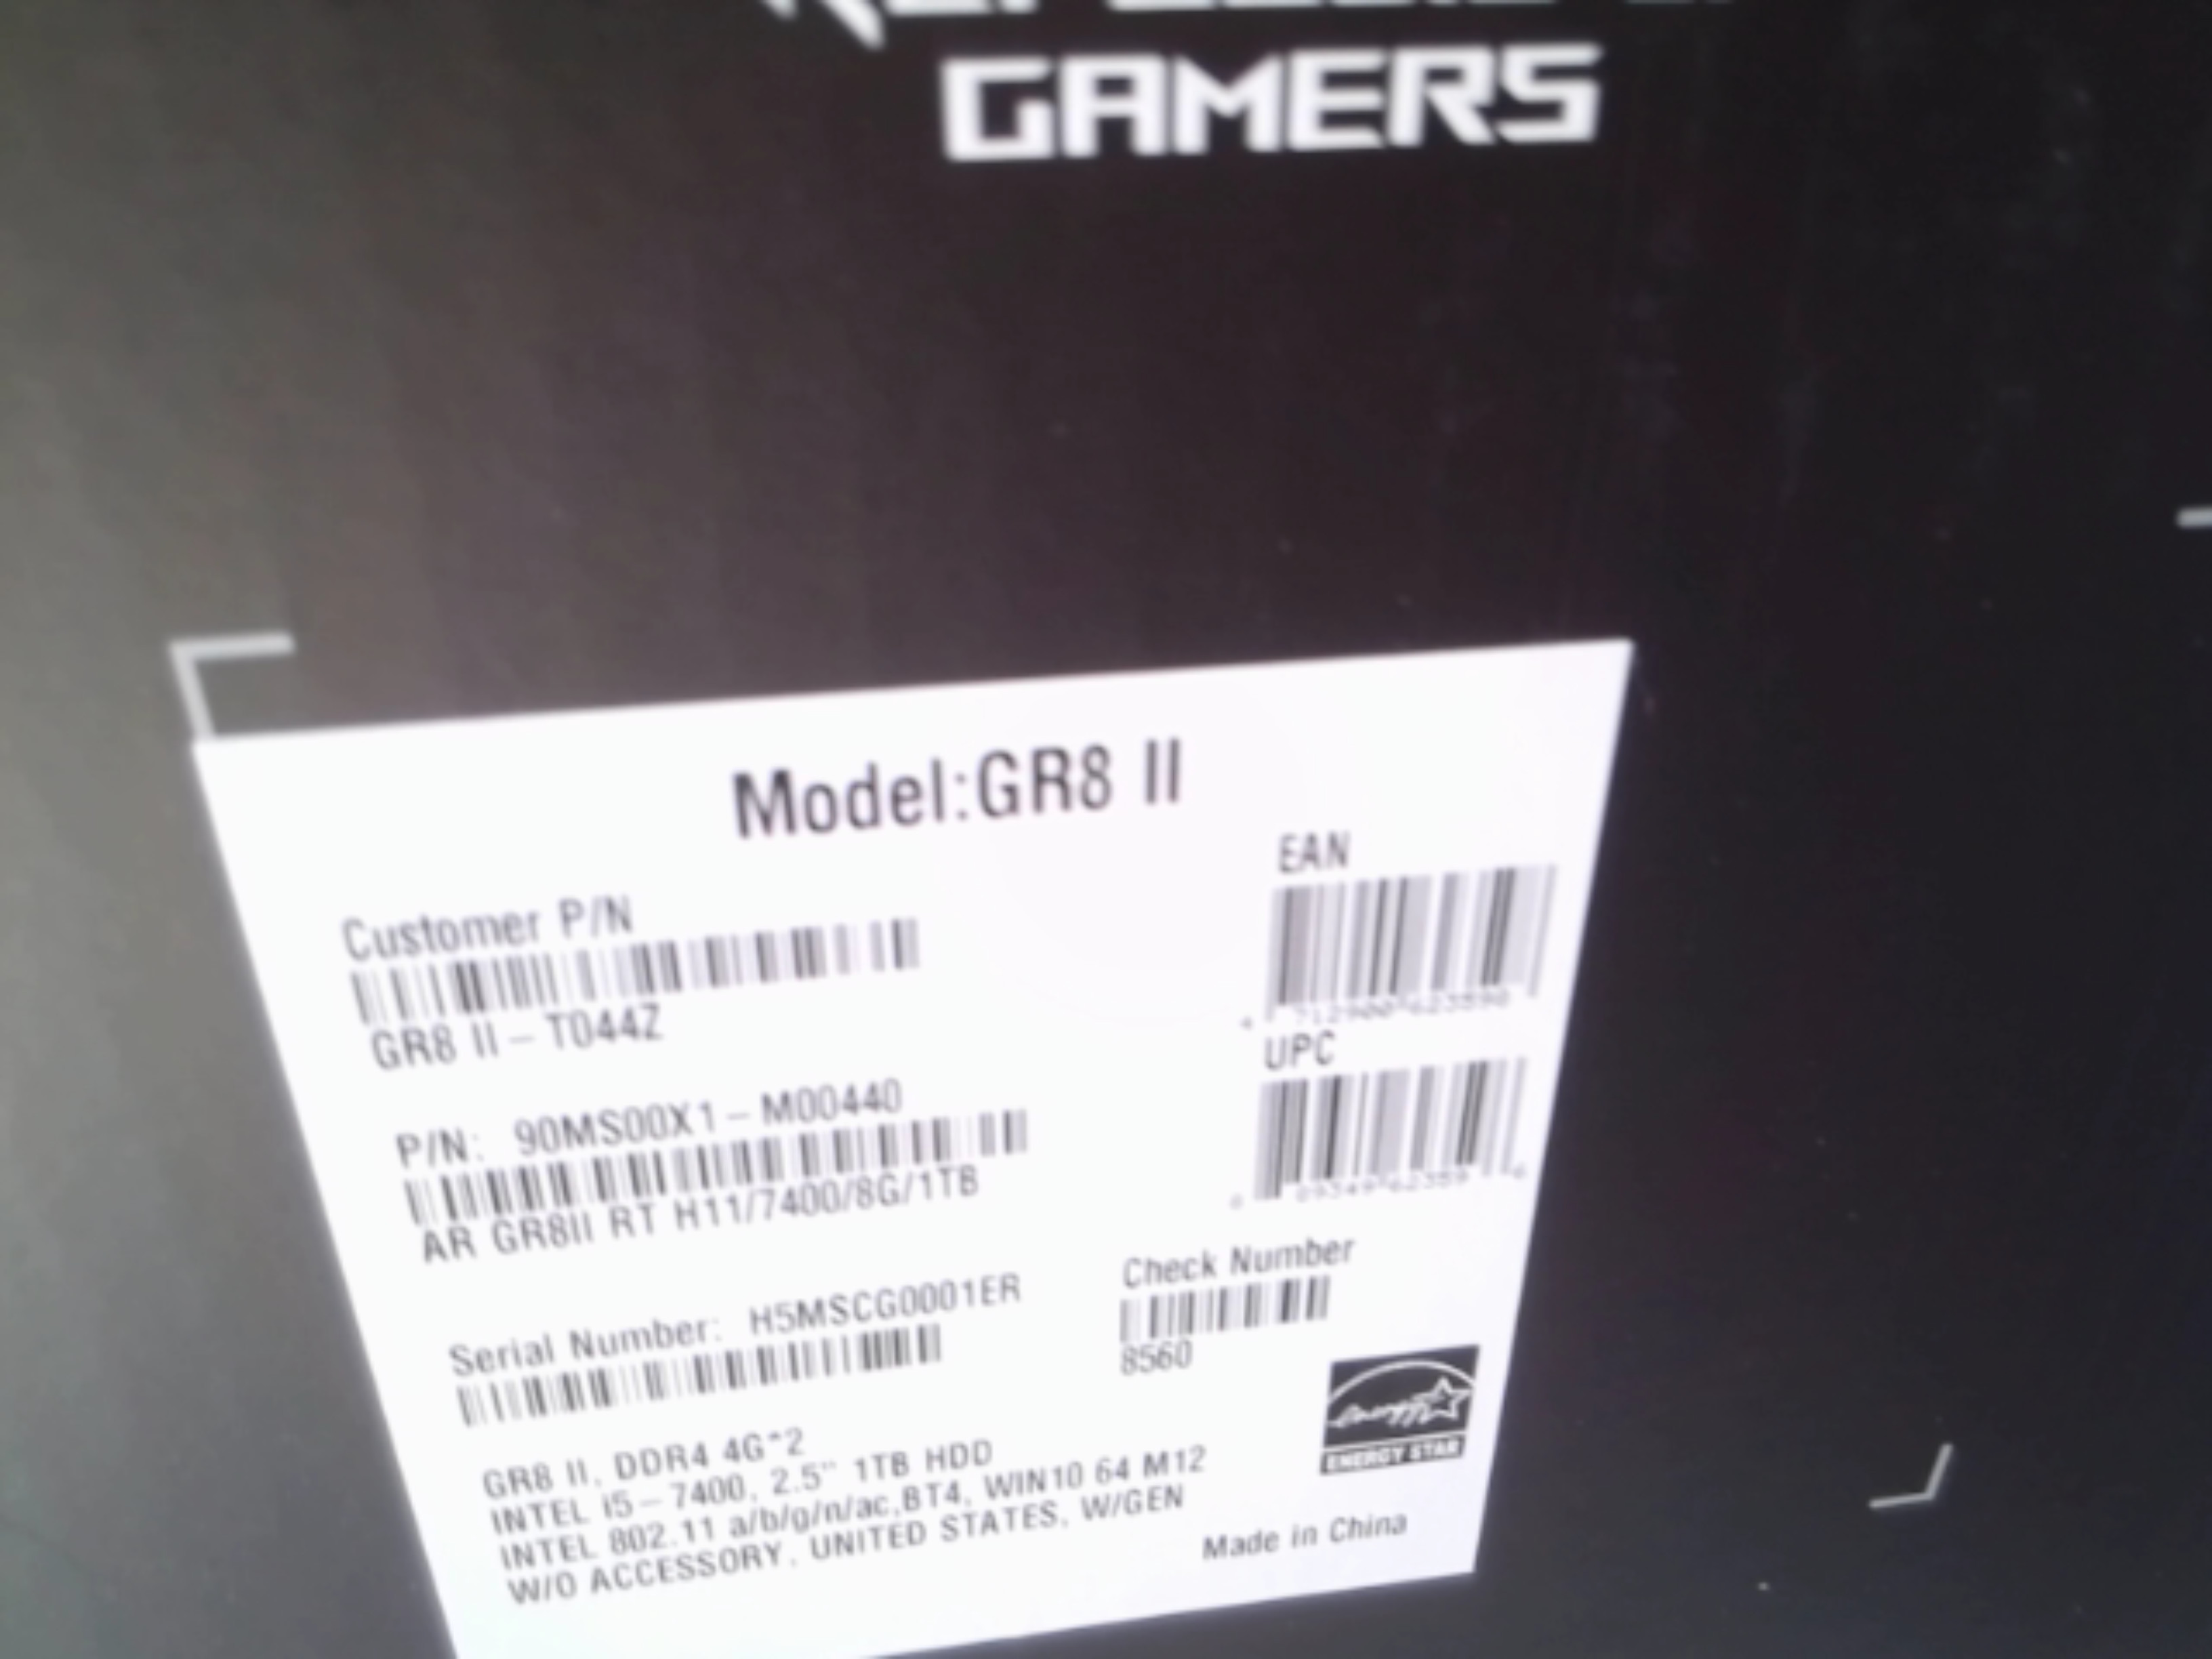 GAMERS
Model:GR8 II
EAN
Customer P/N
GR8 II – T044Z
UPC
P/N: 90MS00X1 – M00440
AR GR8II RT H11/7400/8G/1TB
Check Number
Serial Number: H5MSCG0001ER
8560
ENERGY STAR
GR8 II, DDR4 4G*2
INTEL i5 – 7400, 2.5" 1TB HDD
INTEL 802.11 a/b/g/n/ac,BT4, WIN10 64 M12
W/O ACCESSORY, UNITED STATES, W/GEN
Made in China